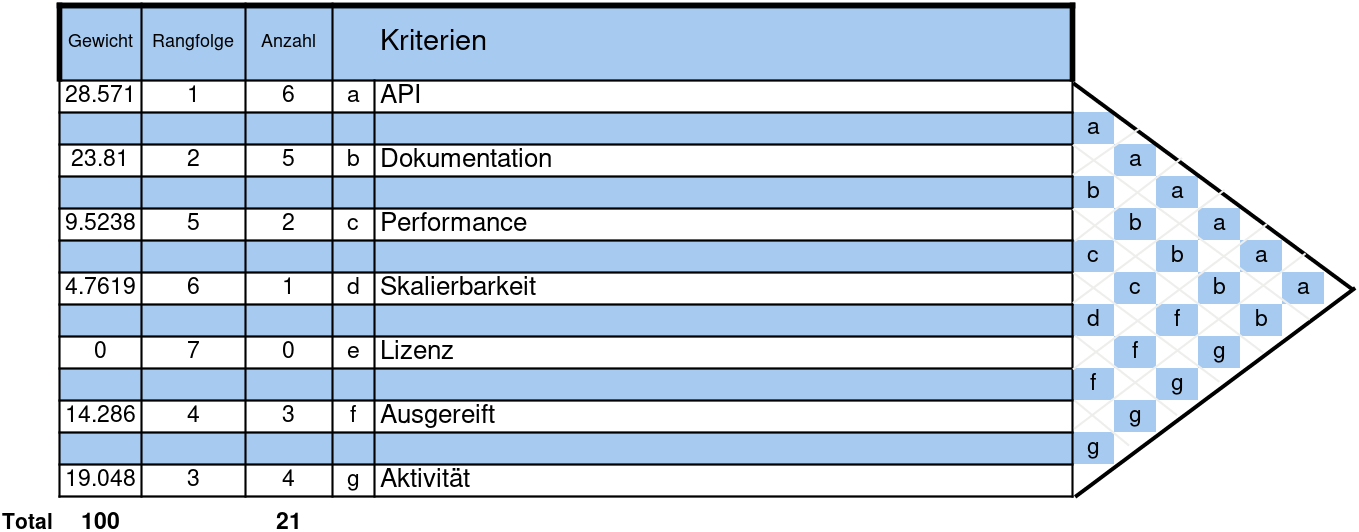 Gewicht Rangfolge Anzahl Kriterien
28.571 1 6 a API
a
23.81 2 5 b Dokumentation a
b a
9.5238 5 2 c Performance b a
c b a
4.7619 6 1 d Skalierbarkeit c b a
d f b
0 7 0 e Lizenz f g
f g
14.286 4 3 f Ausgereift g
g
19.048 3 4 g Aktivität
Total 100 21